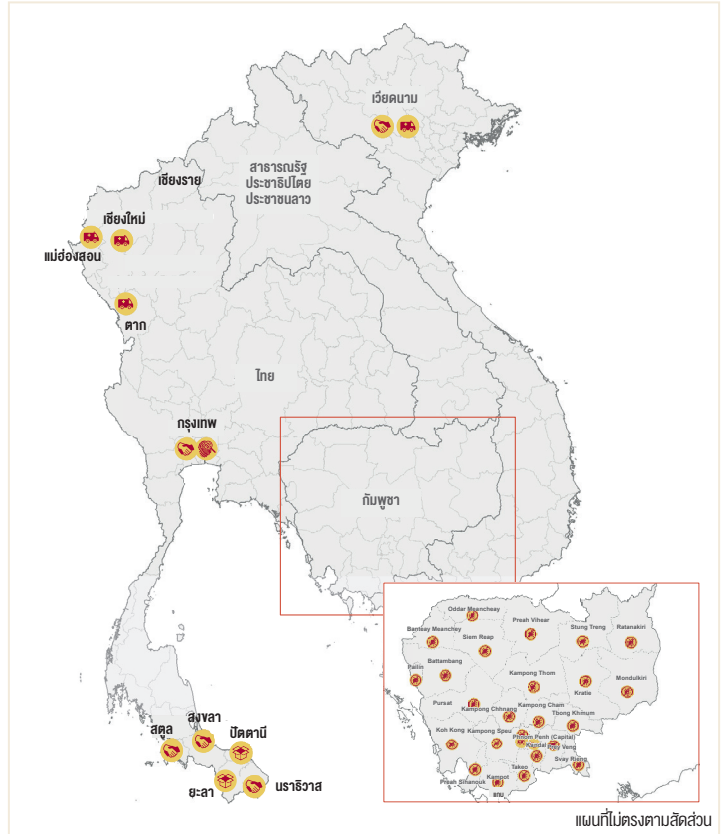 เวียดนาม
สาธารณรัฐ
ประชาธิปไตย
ประชาชนลาว
เชียงราย
เชียงใหม่
แม่ฮ่องสอน
ตาก
ไทย
กรุงเทพ
กัมพูชา
Oddar Meancheay
Preah Vihear
Banteay Meanchey
Siem Reap
Stung Treng
Ratanakiri
Pailin
Battambang
Kampong Thom
Mondulkiri
Kratie
Pursat
Kampong Chhnang
Kampong Cham
Tbong Khmum
Koh Kong
Kampong Speu
Phnom Penh (Capital)
Kandal
Prey Veng
Svay Rieng
Takeo
Preah Sihanouk
Kampot
แกบ
สตูล
สงขลา
ปัตตานี
ยะลา
นราธิวาส
แผนที่ไม่ตรงตามสัดส่วน